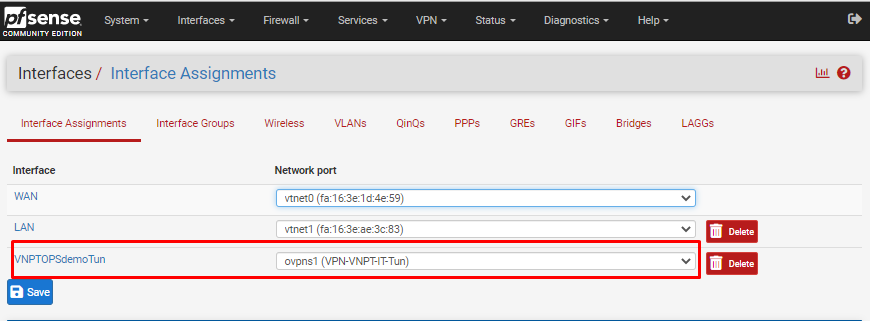 pfsense
COMMUNITY EDITION
System Interfaces Firewall Services VPN Status Diagnostics Help
Interfaces / Interface Assignments
Interface Assignments Interface Groups Wireless VLANs QinQs PPPs GREs GIFs Bridges LAGGs
Interface Network port
WAN vtnet0 (fa:16:3e:1d:4e:59)
LAN vtnet1 (fa:16:3e:ae:3c:83) Delete
VNPTOPSdemoTun ovpns1 (VPN-VNPT-IT-Tun) Delete
Save